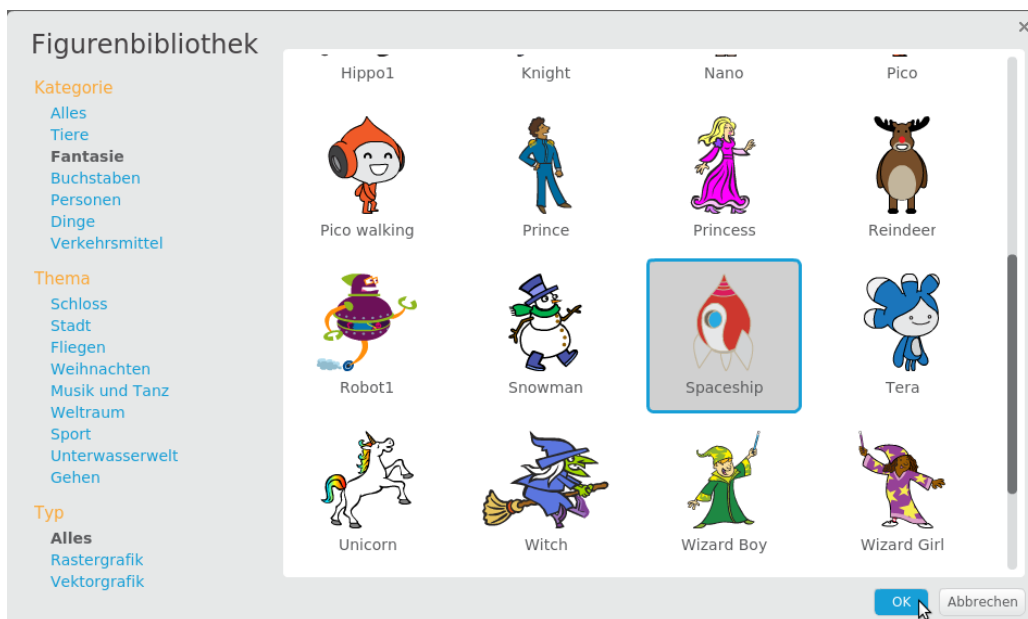 Figurenbibliothek
Kategorie
Alles
Tiere
Fantasie
Buchstaben
Personen
Dinge
Verkehrsmittel
Thema
Schloss
Stadt
Fliegen
Weihnachten
Musik und Tanz
Weltraum
Sport
Unterwasserwelt
Gehen
Typ
Alles
Rastergrafik
Vektorgrafik
Hippo1 Knight Nano Pico
Pico walking Prince Princess Reindeer
Robot1 Snowman Spaceship Tera
Unicorn Witch Wizard Boy Wizard Girl
OK Abbrechen